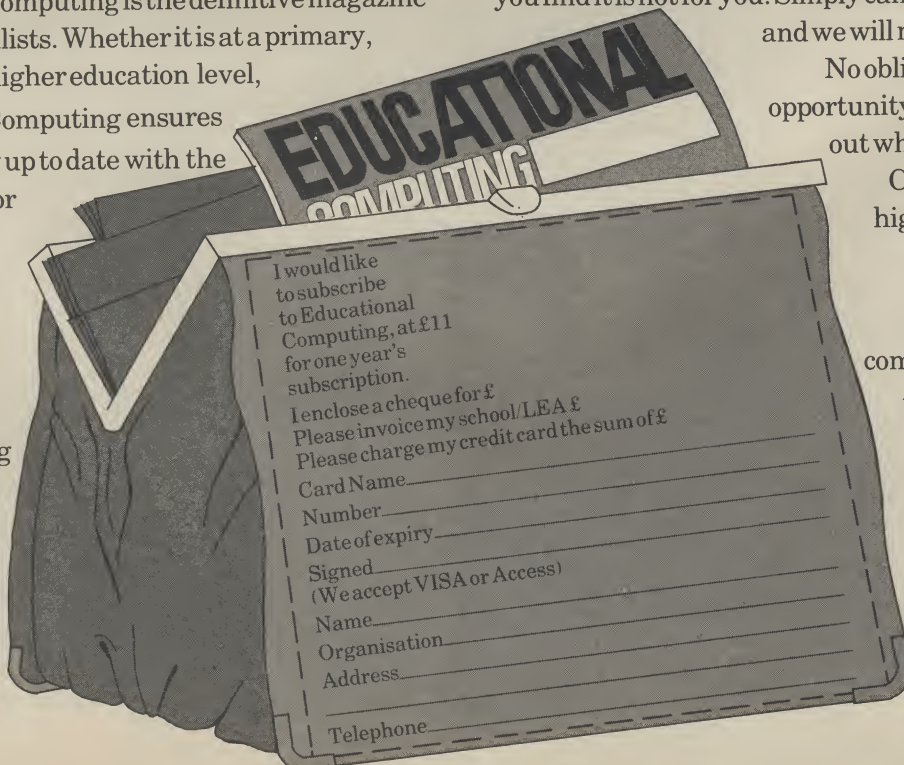 omputing is the definitive magazine
lists. Whether it is at a primary,
igher education level,
omputing ensures
up to date with the
or
g
you find it is not for you. Simply can
and we will
No obli
opportunity
out wh
C
hig
com
EDUCATIONAL
COMPUTING
I would like
to subscribe
to Educational
Computing, at £11
for one year's
subscription.
I enclose a cheque for £
Please invoice my school/LEA £
Please charge my credit card the sum of £
Card Name
Number
Date of expiry
Signed
(We accept VISA or Access)
Name
Organisation
Address
Telephone